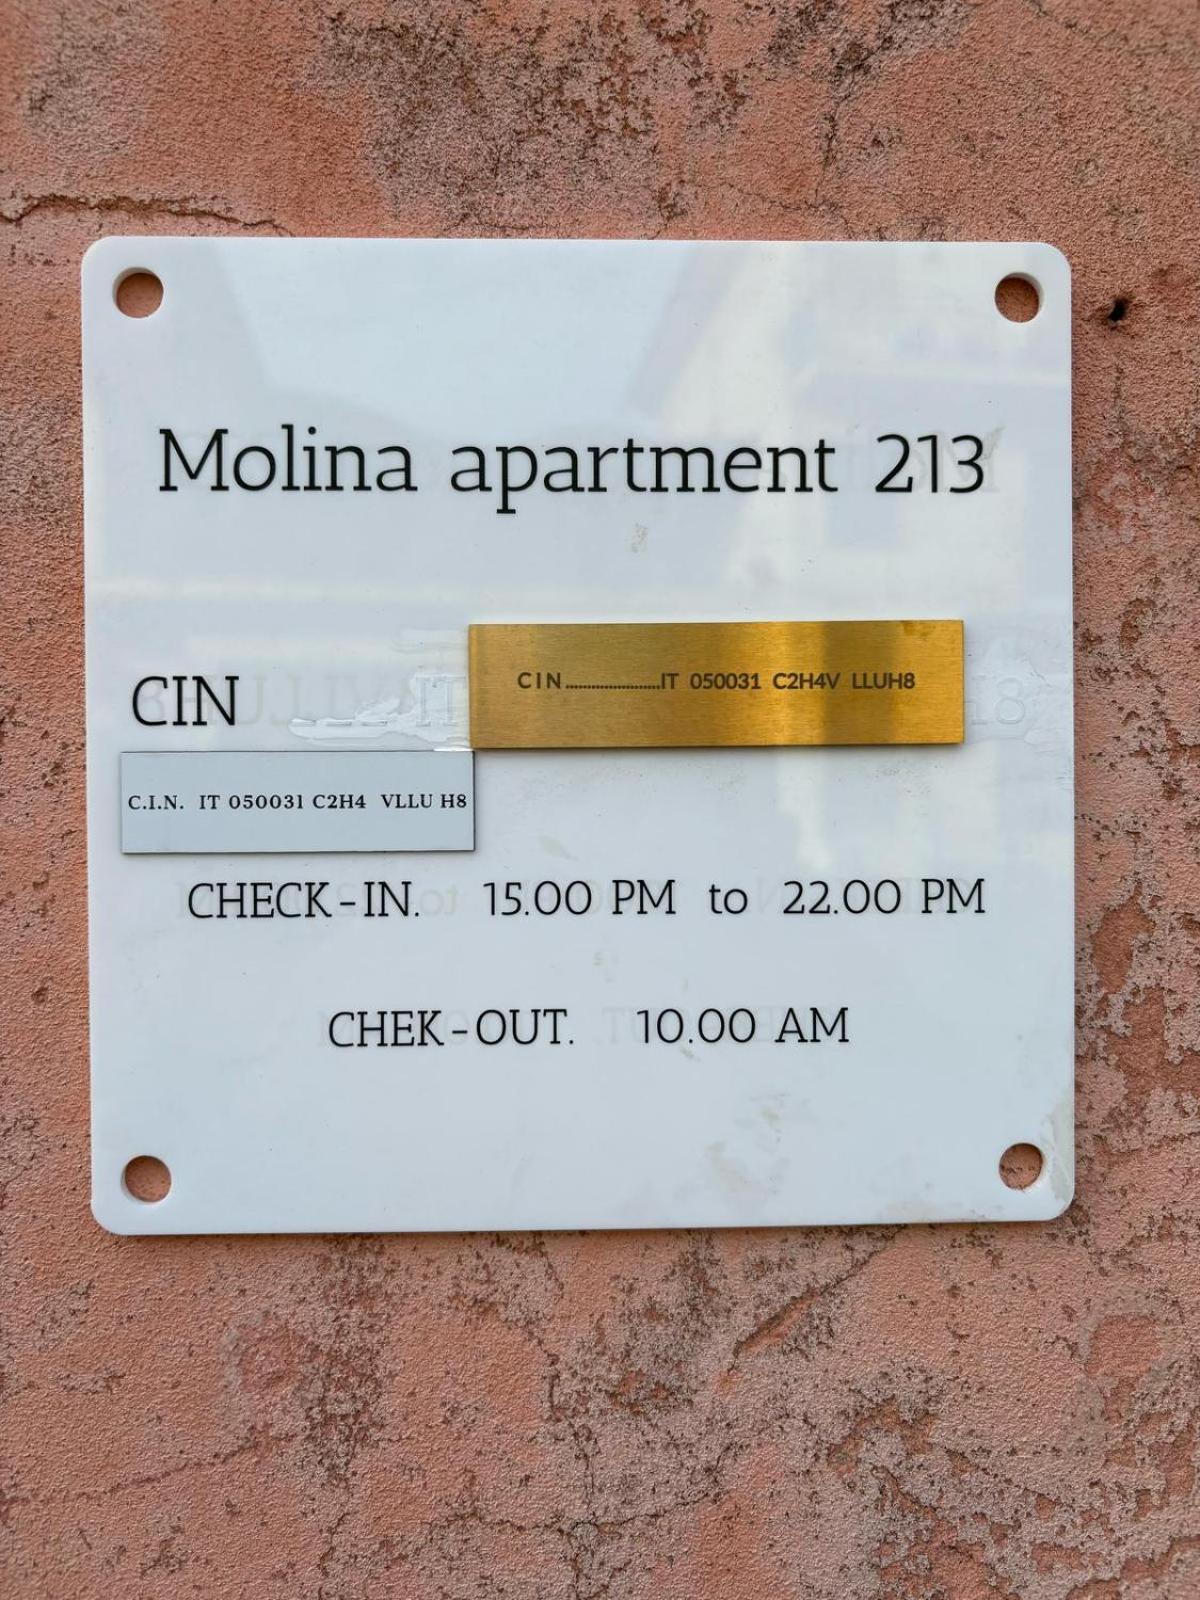 Molina apartment 213
CIN
CIN......................IT 050031 C2H4V LLUH8
C.I.N. IT 050031 C2H4 VLLU H8
CHECK-IN. 15.00 PM to 22.00 PM
CHEK-OUT. 10.00 AM